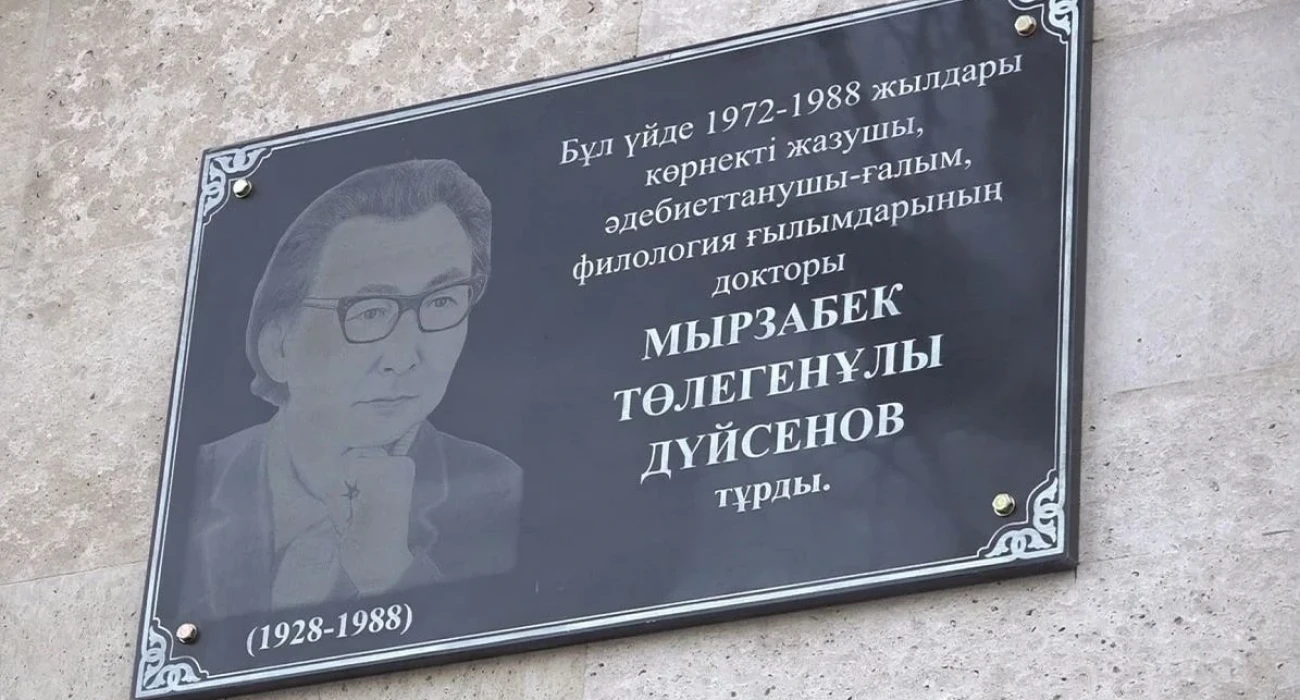 Бұл үйде 1972-1988 жылдары
көрнекті жазушы,
әдебиеттанушы-ғалым,
филология ғылымдарының
докторы
МЫРЗАБЕК
ТӨЛЕГЕНҰЛЫ
ДҮЙСЕНОВ
тұрды.
(1928-1988)